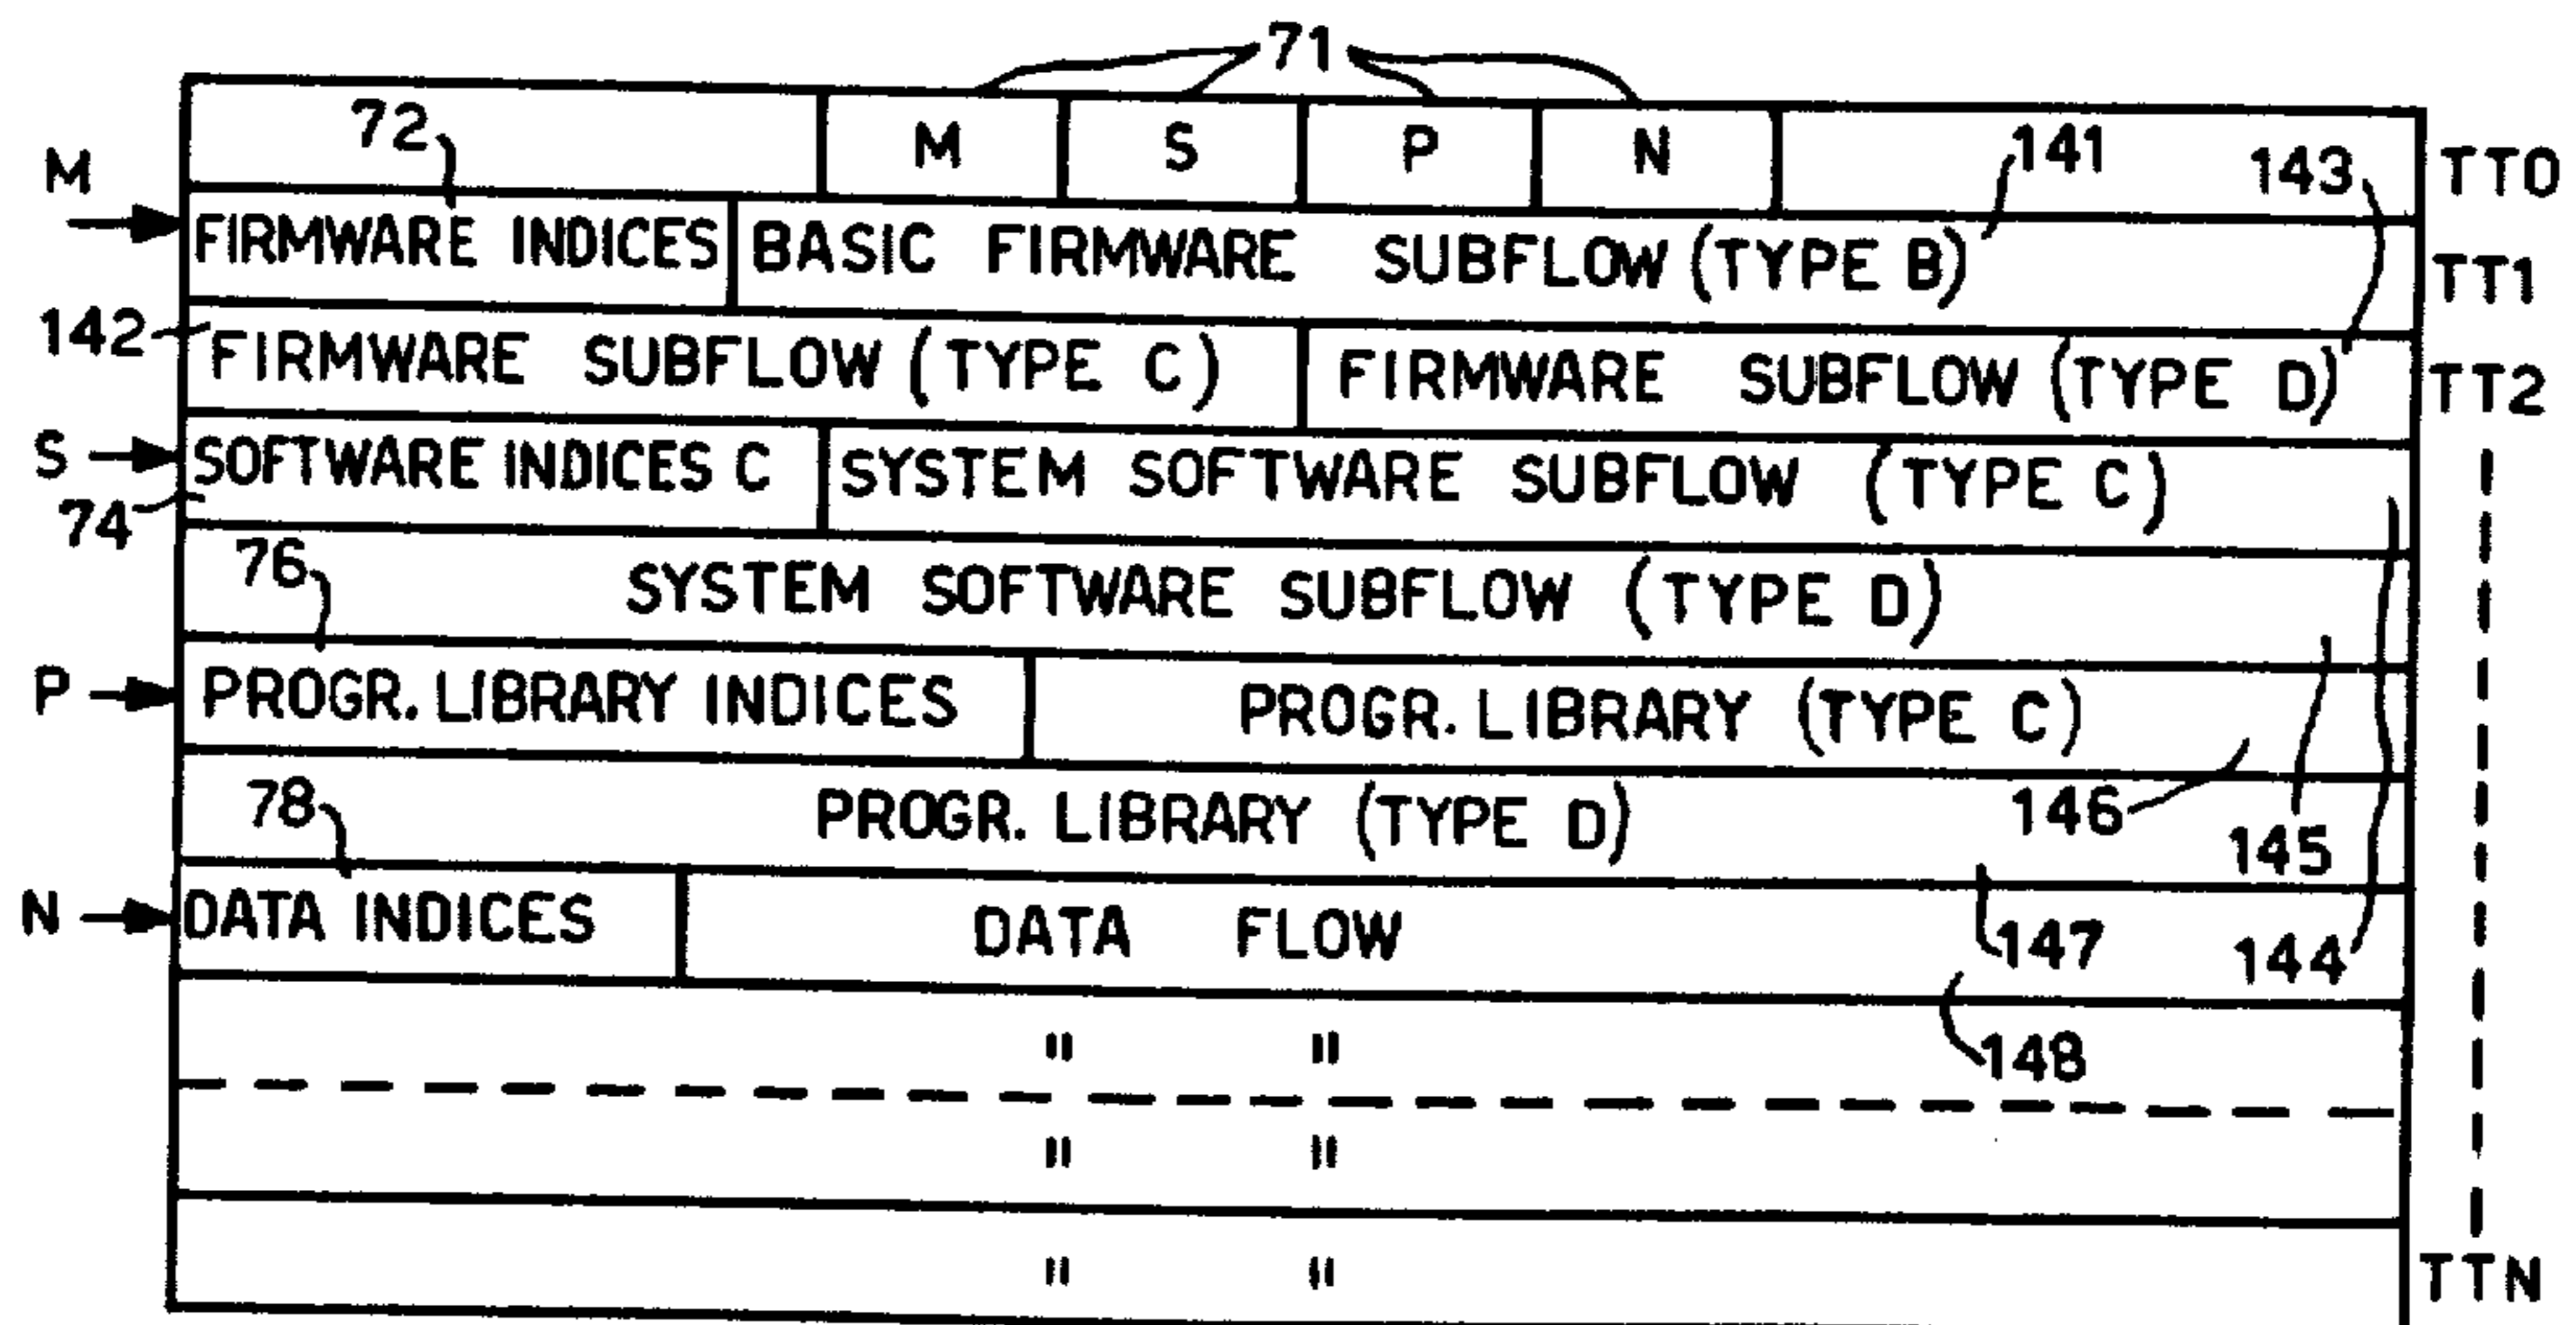 71
72 M S P N 141 143 TT0
M
FIRMWARE INDICES BASIC FIRMWARE SUBFLOW (TYPE B) TT1
142 FIRMWARE SUBFLOW (TYPE C) FIRMWARE SUBFLOW (TYPE D) TT2
S SOFTWARE INDICES C SYSTEM SOFTWARE SUBFLOW (TYPE C)
74
76 SYSTEM SOFTWARE SUBFLOW (TYPE D)
P PROGR. LIBRARY INDICES PROGR. LIBRARY (TYPE C)
78 PROGR. LIBRARY (TYPE D) 146 145
N DATA INDICES DATA FLOW 147 144
" " 148
" "
" " TTN